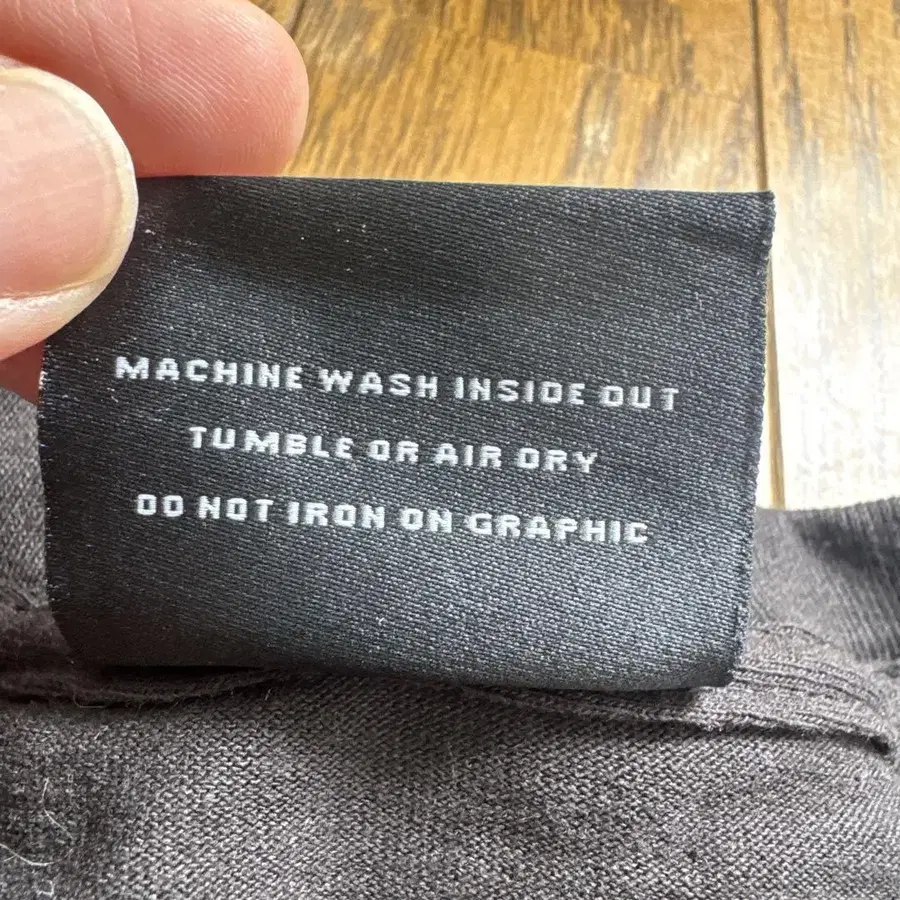 MACHINE WASH INSIDE OUT
TUMBLE OR AIR DRY
DO NOT IRON ON GRAPHIC